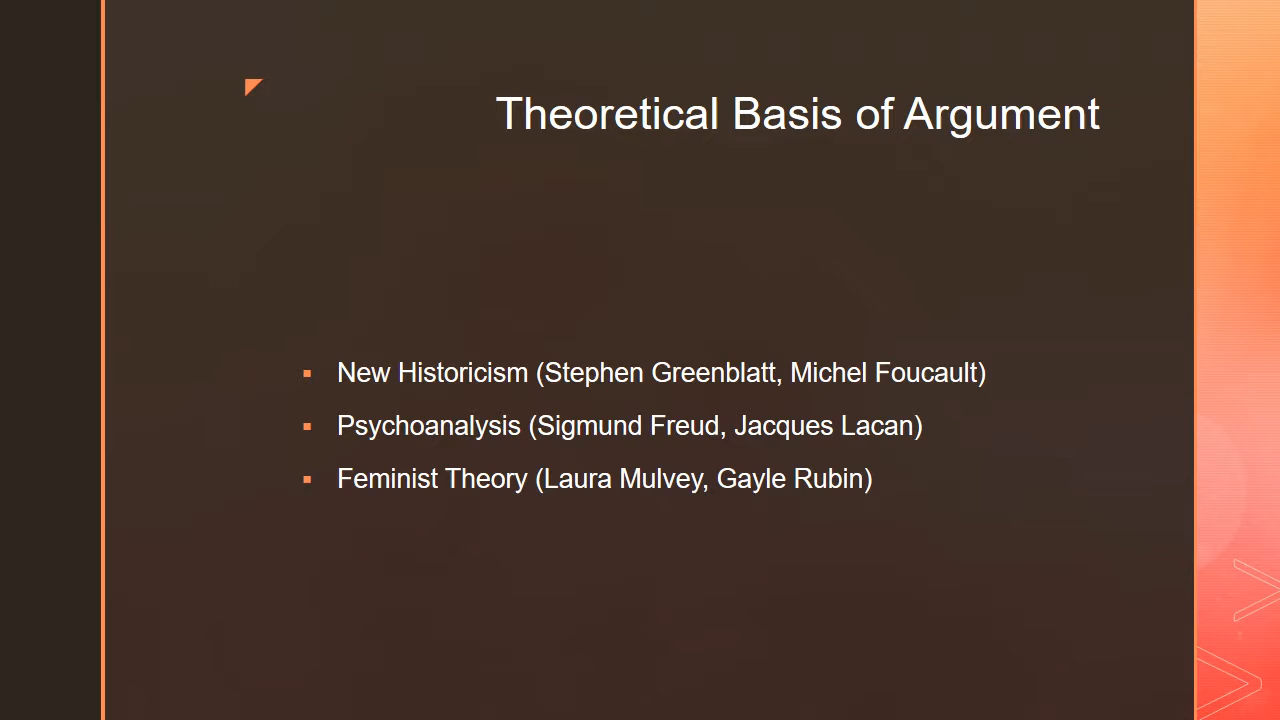 Theoretical Basis of Argument
▪ New Historicism (Stephen Greenblatt, Michel Foucault)
▪ Psychoanalysis (Sigmund Freud, Jacques Lacan)
▪ Feminist Theory (Laura Mulvey, Gayle Rubin)